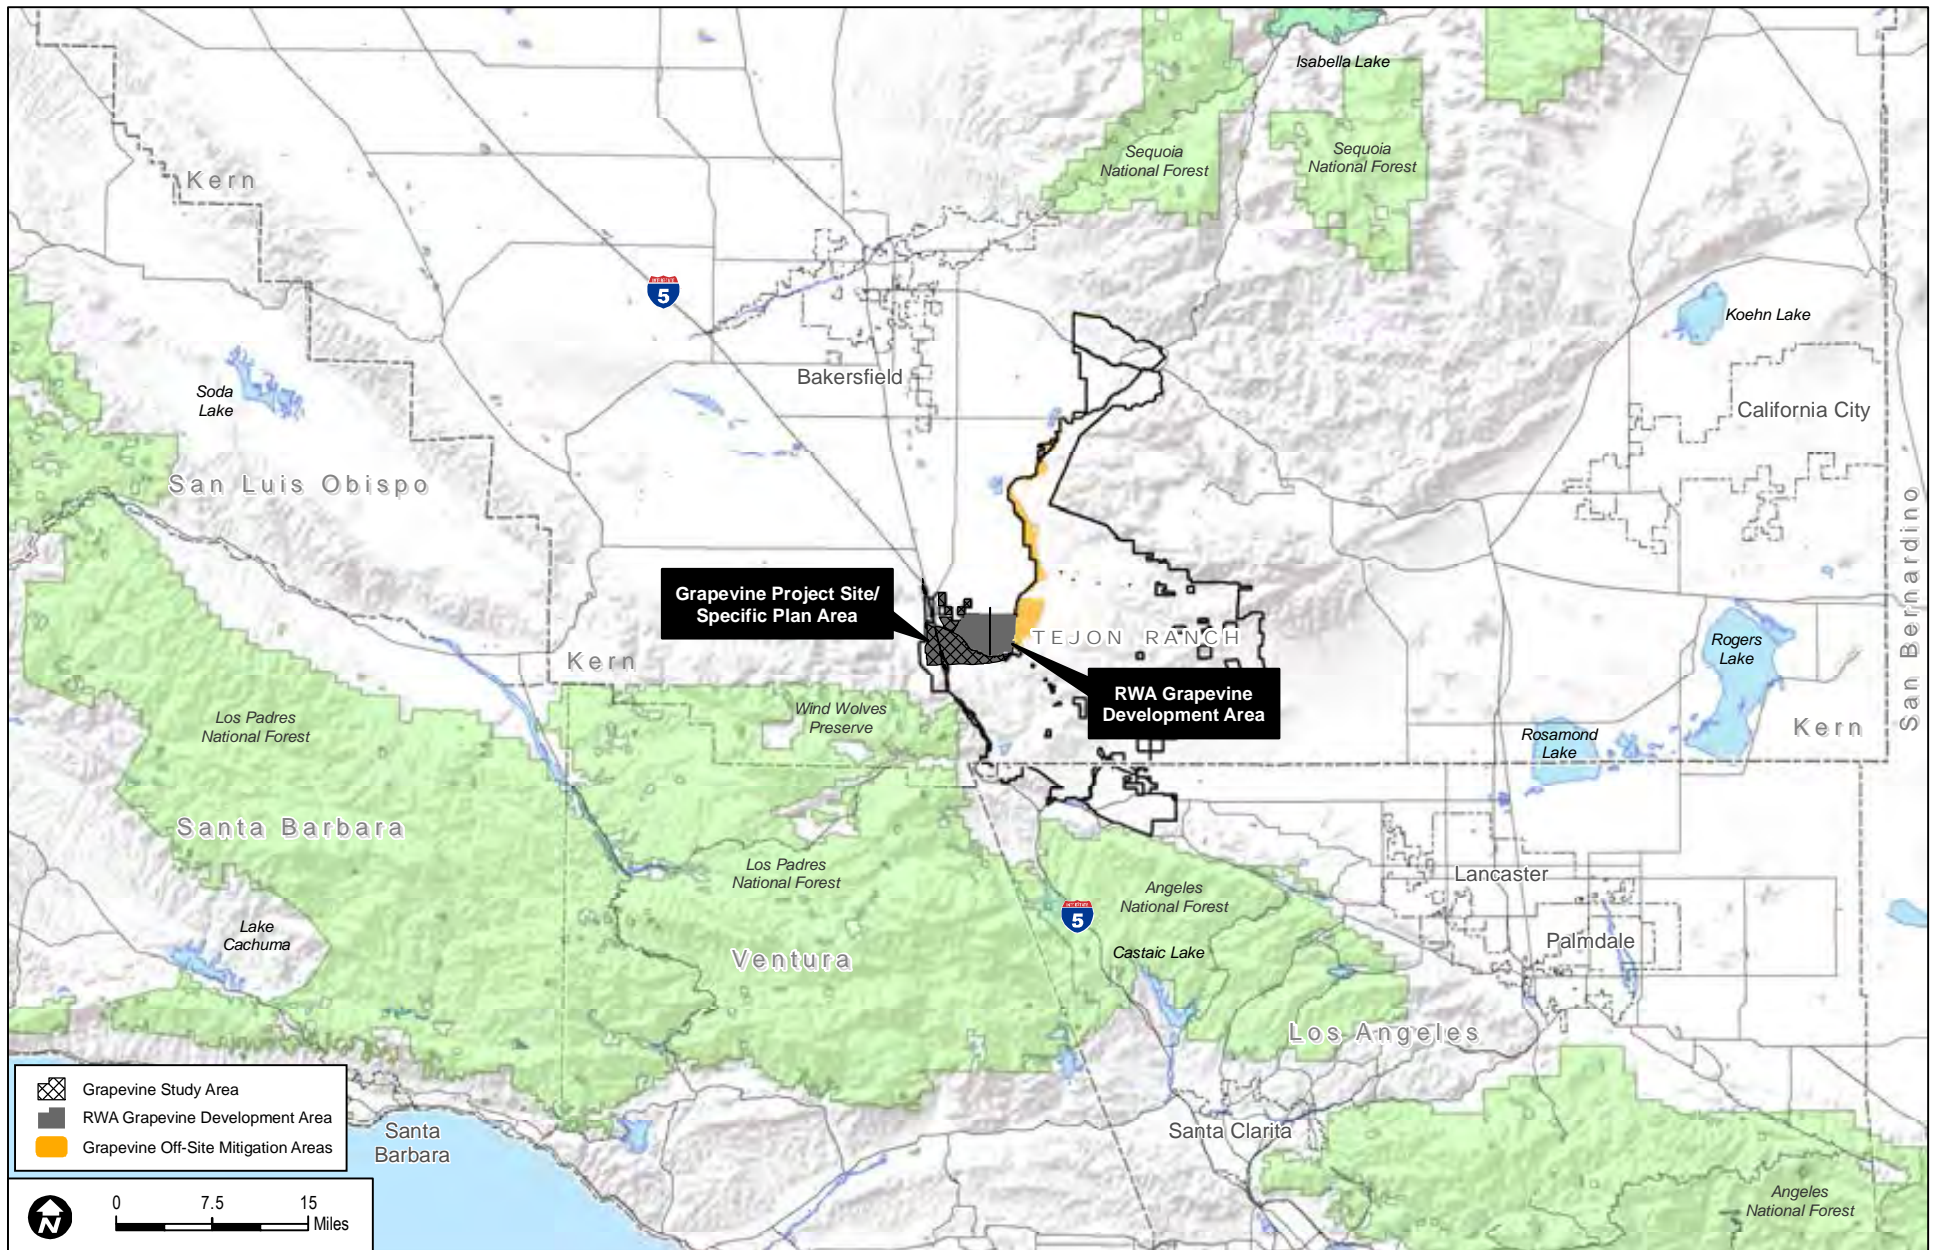 Isabella Lake
Sequoia
National Forest
Sequoia
National Forest
Kern
5
Koehn Lake
Bakersfield
Soda
Lake
California City
San Luis Obispo
San Bernardino
Grapevine Project Site/
Specific Plan Area
TEJON RANCH
Rogers
Lake
Kern
RWA Grapevine
Development Area
Los Padres
National Forest
Wind Wolves
Preserve
Rosamond
Lake
Kern
Santa Barbara
Los Padres
National Forest
Angeles
National Forest
Lancaster
5
Lake
Cachuma
Ventura
Castaic Lake
Palmdale
Los Angeles
Grapevine Study Area
RWA Grapevine Development Area
Grapevine Off-Site Mitigation Areas
Santa
Barbara
Santa Clarita
Angeles
National Forest
N
0 7.5 15
Miles